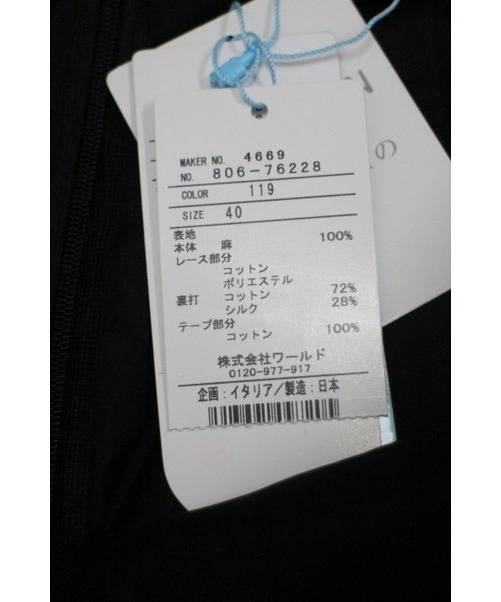 MAKER NO. 4669
NO. 806-76228
COLOR 119
SIZE 40
表地
本体 麻 100%
レース部分
コットン
ポリエステル
裏打 コットン 72%
シルク 28%
テープ部分
コットン 100%
株式会社ワールド
0120-977-917
企画：イタリア／製造：日本
の